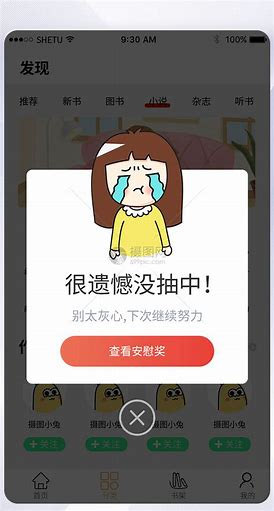 SHETU
9:30 AM
100%
发现
推荐 新书 图书 小说 杂志 听书
摄图网
很遗憾没抽中！
别太灰心,下次继续努力
查看安慰奖
摄图小兔 摄图小兔 摄图小兔 摄图小兔
+关注 +关注 +关注 +关注
首页 分类 书架 我的